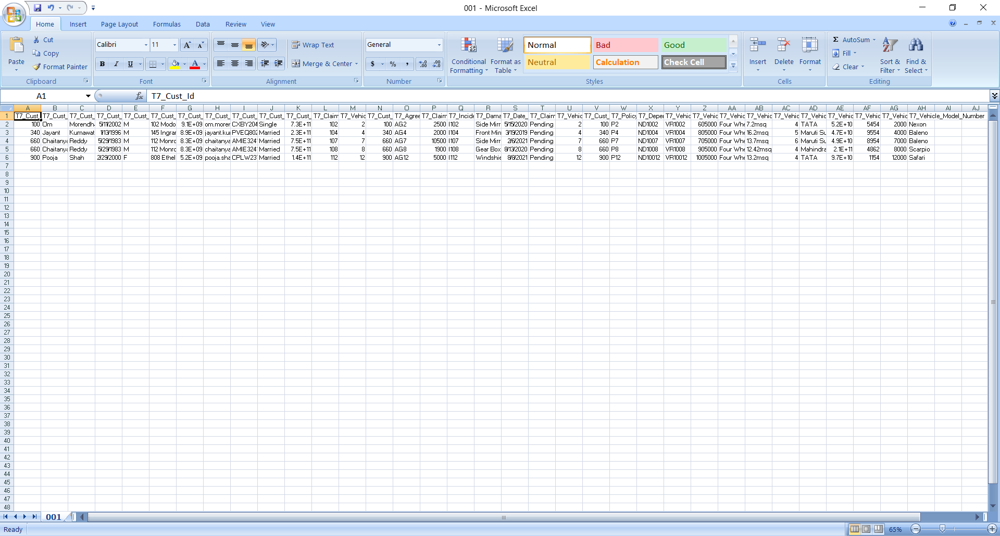 001 - Microsoft Excel
Home Insert Page Layout Formulas Data Review View
Paste Cut Copy Format Painter Clipboard
Calibri 11 A A B I U A Font
Wrap Text Merge & Center Alignment
General $ % , .00 .0 Number
Conditional Formatting Format as Table Normal Bad Good Neutral Calculation Check Cell Styles
Insert Delete Format Cells
Σ AutoSum Fill Clear Sort & Filter Find & Select Editing
A1 fx T7_Cust_Id
A B C D E F G H I J K L M N O P Q R S T U V W X Y Z AA AB AC AD AE AF AG AH AI AJ
1 T7_Cust_ T7_Cust_ T7_Cust_ T7_Cust_ T7_Cust_ T7_Cust_ T7_Cust_ T7_Cust_ T7_Cust_ T7_Cust_ T7_Cust_ T7_Claim T7_Vehic T7_Cust_ T7_Agree T7_Claim T7_Incide T7_Dama T7_Date_ T7_Claim T7_Vehic T7_Cust_ T7_Policy T7_Depe T7_Vehic T7_Vehic T7_Vehic T7_Vehic T7_Vehic T7_Vehic T7_Vehic T7_Vehic T7_Vehic T7_Vehicle_Model_Number
2 100 Om Morendh 5/11/2002 M 102 Modo 9.1E+09 om.morer CXBY204 Single 7.3E+11 102 2 100 AG2 2500 I102 Side Mirr 5/15/2020 Pending 2 100 P2 ND1002 VR1002 605000 Four Whe 7.2msq 4 TATA 5.2E+10 5454 2000 Nexon
3 340 Jayant Kumawat 1/13/1996 M 145 Ingrar 8.9E+09 jayant.kui PVEQ802 Married 2.3E+11 104 4 340 AG4 2000 I104 Front Mirr 3/19/2019 Pending 4 340 P4 ND1004 VR1004 805000 Four Whe 16.2msq 5 Maruti Su 4.7E+10 9554 4000 Baleno
4 660 Chaitanya Reddy 5/29/1983 M 112 Monro 8.3E+09 chaitanya AMIE324 Married 7.5E+11 107 7 660 AG7 10500 I107 Side Mirr 2/6/2021 Pending 7 660 P7 ND1007 VR1007 705000 Four Whe 13.7msq 6 Maruti Su 4.9E+10 8954 7000 Baleno
5 660 Chaitanya Reddy 5/29/1983 M 112 Monro 8.3E+09 chaitanya AMIE324 Married 7.5E+11 108 8 660 AG8 1900 I108 Gear Box 8/13/2020 Pending 8 660 P8 ND1008 VR1008 905000 Four Whe 12.42msq 4 Mahindra 2.1E+11 4862 8000 Scarpio
6 900 Pooja Shah 2/29/2000 F 808 Ethel 5.2E+09 pooja.sha CPLW23 Married 1.4E+11 112 12 900 AG12 5000 I112 Windshie 8/8/2021 Pending 12 900 P12 ND10012 VR10012 1005000 Four Whe 13.2msq 4 TATA 9.7E+10 1154 12000 Safari
7
8
9
10
11
12
13
14
15
16
17
18
19
20
21
22
23
24
25
26
27
28
29
30
31
32
33
34
35
36
37
38
39
40
41
42
43
44
45
46
47
48
001
Ready 65%